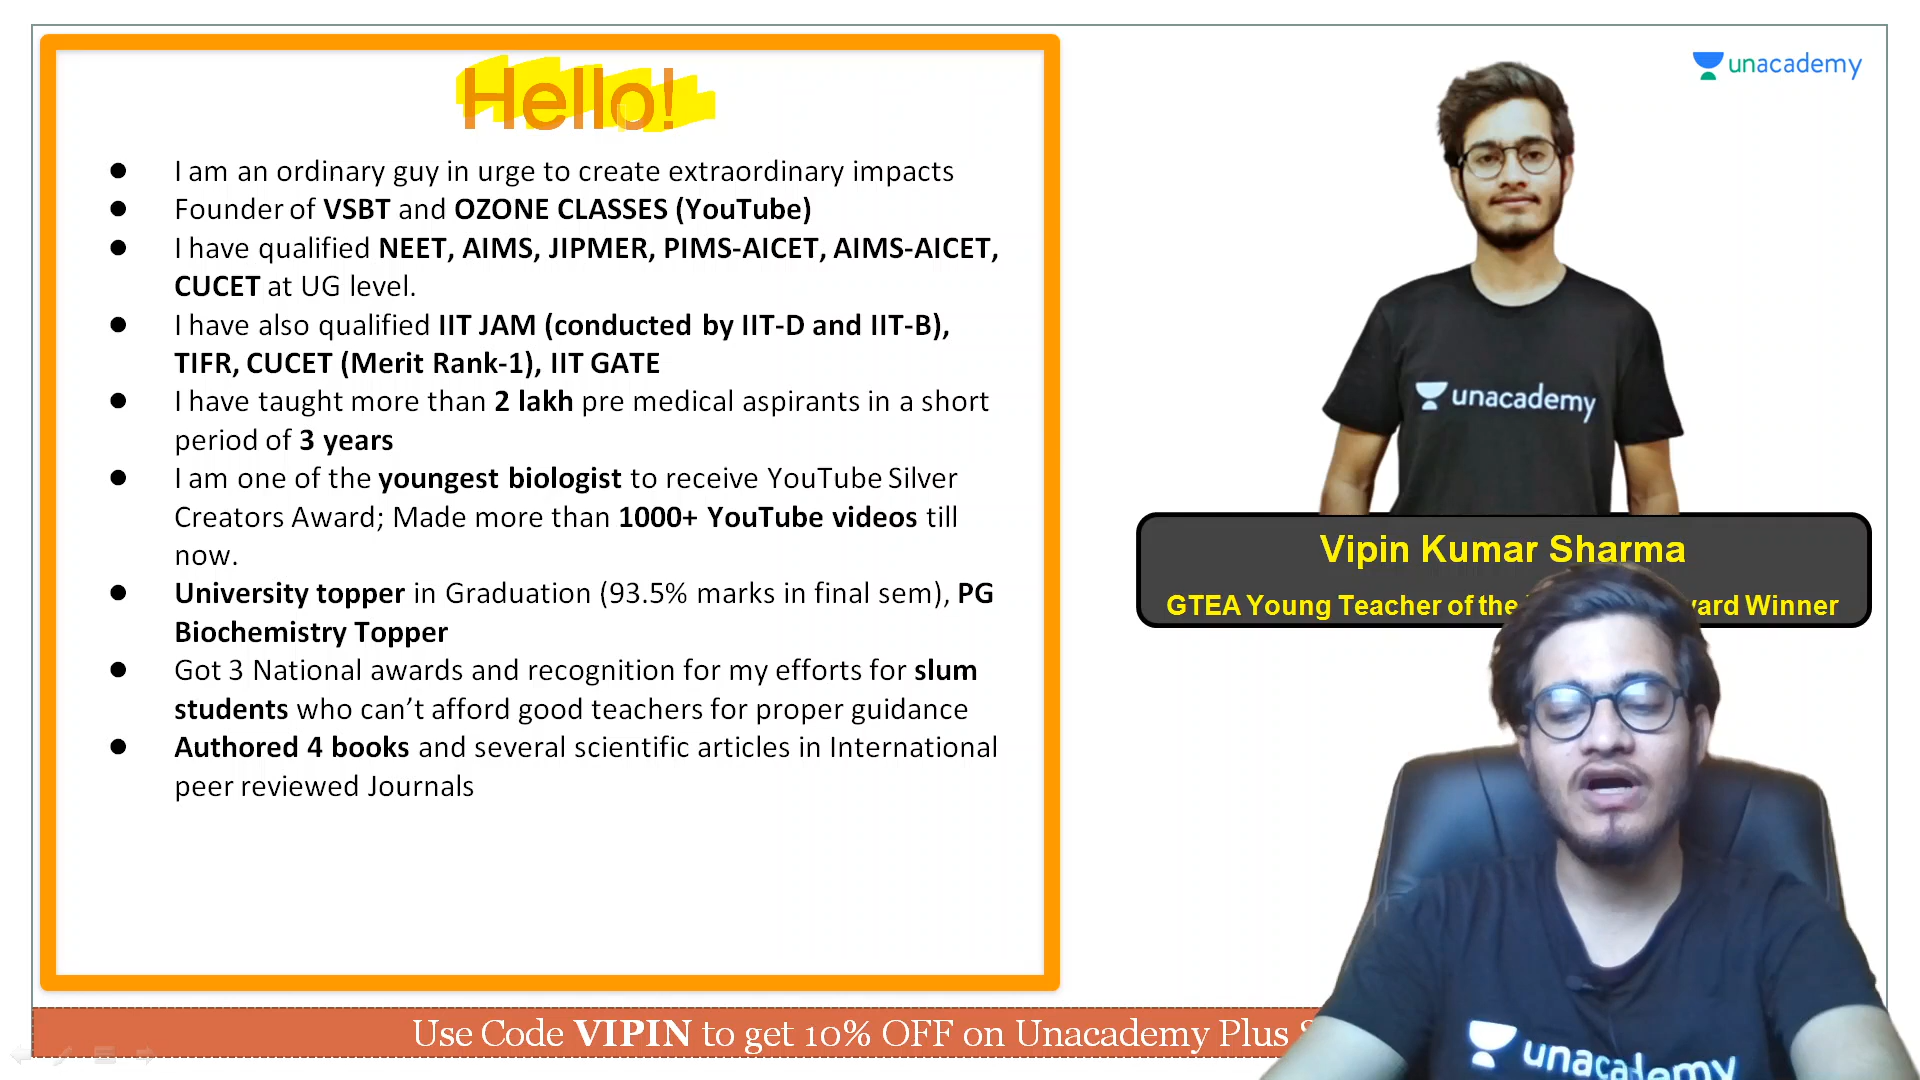 Hello!
I am an ordinary guy in urge to create extraordinary impacts
Founder of VSBT and OZONE CLASSES (YouTube)
I have qualified NEET, AIMS, JIPMER, PIMS-AICET, AIMS-AICET,
CUCET at UG level.
I have also qualified IIT JAM (conducted by IIT-D and IIT-B),
TIFR, CUCET (Merit Rank-1), IIT GATE
I have taught more than 2 lakh pre medical aspirants in a short
period of 3 years
I am one of the youngest biologist to receive YouTube Silver
Creators Award; Made more than 1000+ YouTube videos till
now.
University topper in Graduation (93.5% marks in final sem), PG
Biochemistry Topper
Got 3 National awards and recognition for my efforts for slum
students who can’t afford good teachers for proper guidance
Authored 4 books and several scientific articles in International
peer reviewed Journals
unacademy
unacademy
Vipin Kumar Sharma
GTEA Young Teacher of the Winner
Use Code VIPIN to get 10% OFF on Unacademy Plus
unacademy